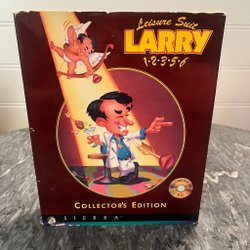 Leisure Suit
LARRY
1·2·3·5·6
COLLECTOR'S EDITION
SIERRA